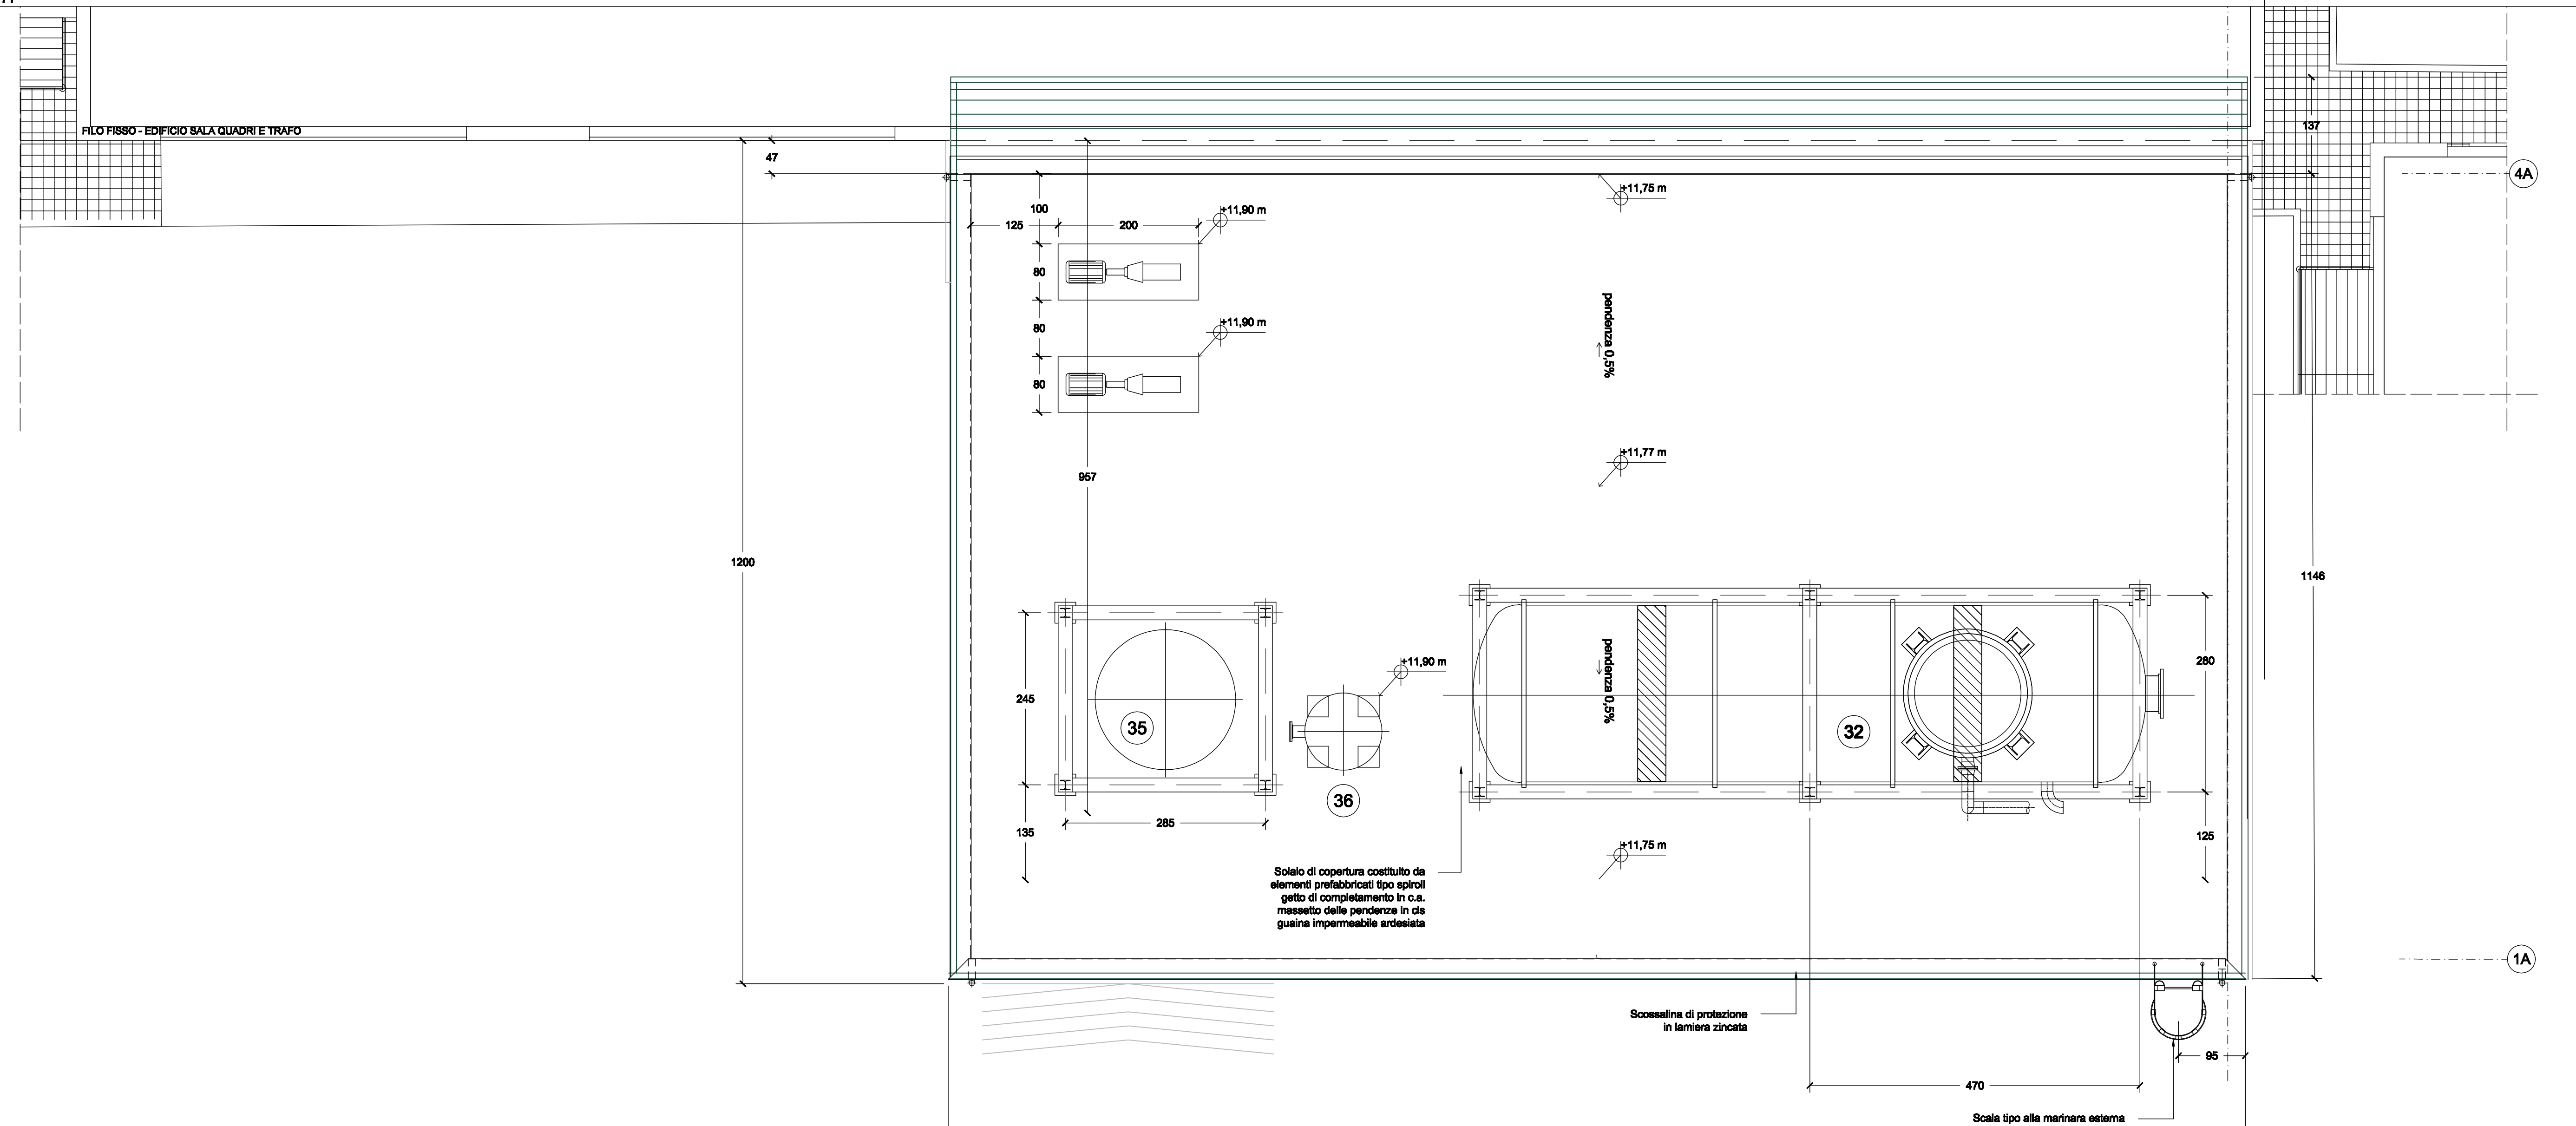 FILO FISSO - EDIFICIO SALA QUADRI E TRAFO
137
47
4A
+11,75 m
100
+11,90 m
125
200
80
pendenza 0,5%
+11,90 m
80
80
+11,77 m
957
1200
1146
280
+11,90 m
pendenza 0,5%
245
35
32
36
285
135
125
+11,75 m
Solaio di copertura costituito da
elementi prefabbricati tipo spiroll
getto di completamento in c.a.
massetto delle pendenze in cls
guaina impermeabile ardesiata
1A
Scossalina di protezione
in lamiera zincata
95
470
Scala tipo alla marinara esterna